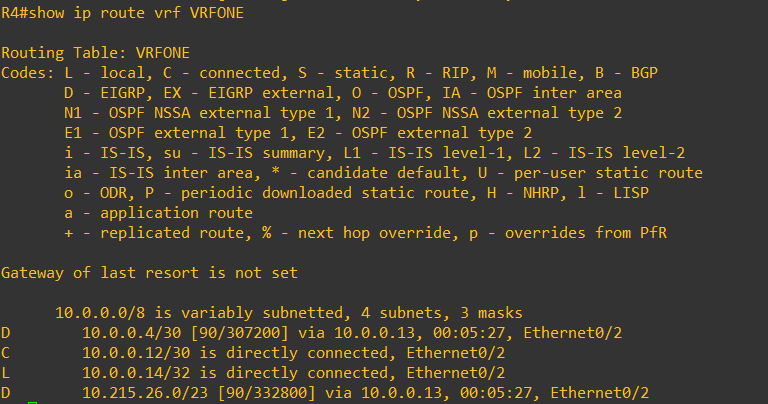 R4#show ip route vrf VRFONE
Routing Table: VRFONE
Codes: L - local, C - connected, S - static, R - RIP, M - mobile, B - BGP
D - EIGRP, EX - EIGRP external, O - OSPF, IA - OSPF inter area
N1 - OSPF NSSA external type 1, N2 - OSPF NSSA external type 2
E1 - OSPF external type 1, E2 - OSPF external type 2
i - IS-IS, su - IS-IS summary, L1 - IS-IS level-1, L2 - IS-IS level-2
ia - IS-IS inter area, * - candidate default, U - per-user static route
o - ODR, P - periodic downloaded static route, H - NHRP, l - LISP
a - application route
+ - replicated route, % - next hop override, p - overrides from PfR
Gateway of last resort is not set
10.0.0.0/8 is variably subnetted, 4 subnets, 3 masks
D 10.0.0.4/30 [90/307200] via 10.0.0.13, 00:05:27, Ethernet0/2
C 10.0.0.12/30 is directly connected, Ethernet0/2
L 10.0.0.14/32 is directly connected, Ethernet0/2
D 10.215.26.0/23 [90/332800] via 10.0.0.13, 00:05:27, Ethernet0/2